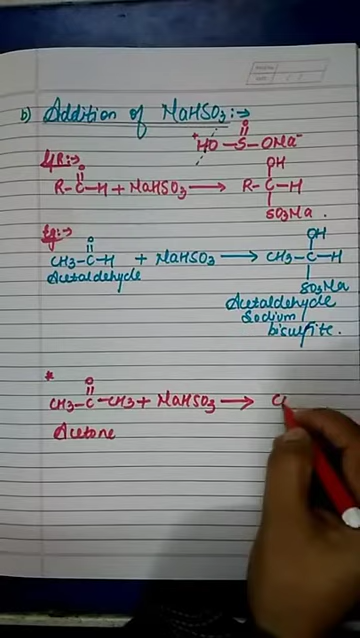 b) Addition of NaHSO3:→
O
+HO—S—ONa-
G/R:→
O
R—C—H + NaHSO3 ⟶ R—C—H
OH
SO3Na.
Eg:→
O
CH3—C—H + NaHSO3 ⟶ CH3—C—H
OH
SO3Na
Acetaldehyde
Acetaldehyde
Sodium
bisulfite.
*
O
CH3—C—CH3 + NaHSO3 ⟶ C
Acetone